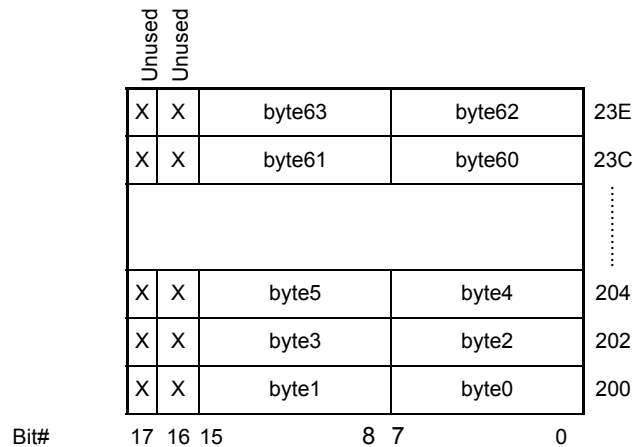 Unused Unused
X X byte63 byte62 23E
X X byte61 byte60 23C
X X byte5 byte4 204
X X byte3 byte2 202
X X byte1 byte0 200
Bit# 17 16 15 8 7 0